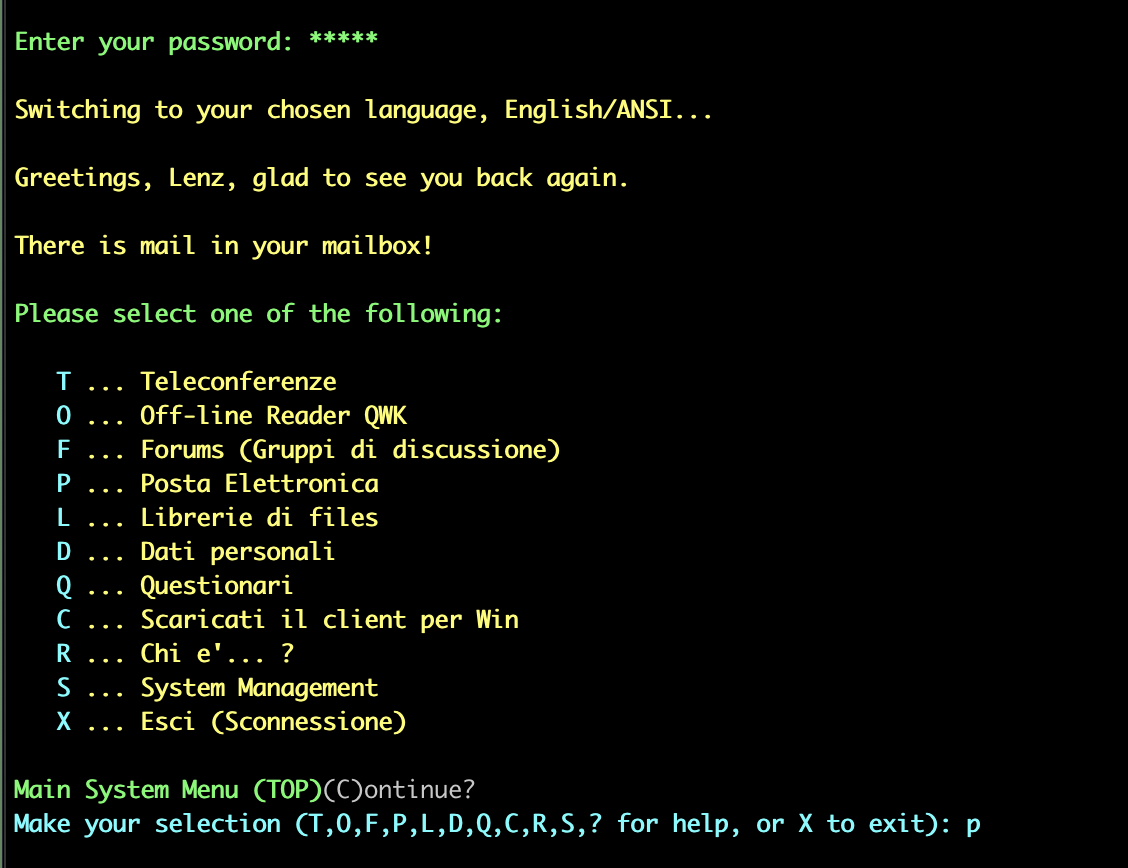 Enter your password: *****
Switching to your chosen language, English/ANSI...
Greetings, Lenz, glad to see you back again.
There is mail in your mailbox!
Please select one of the following:
T ... Teleconferenze
O ... Off-line Reader QWK
F ... Forums (Gruppi di discussione)
P ... Posta Elettronica
L ... Librerie di files
D ... Dati personali
Q ... Questionari
C ... Scaricati il client per Win
R ... Chi e'... ?
S ... System Management
X ... Esci (Sconnessione)
Main System Menu (TOP)(C)ontinue?
Make your selection (T,O,F,P,L,D,Q,C,R,S,? for help, or X to exit): p